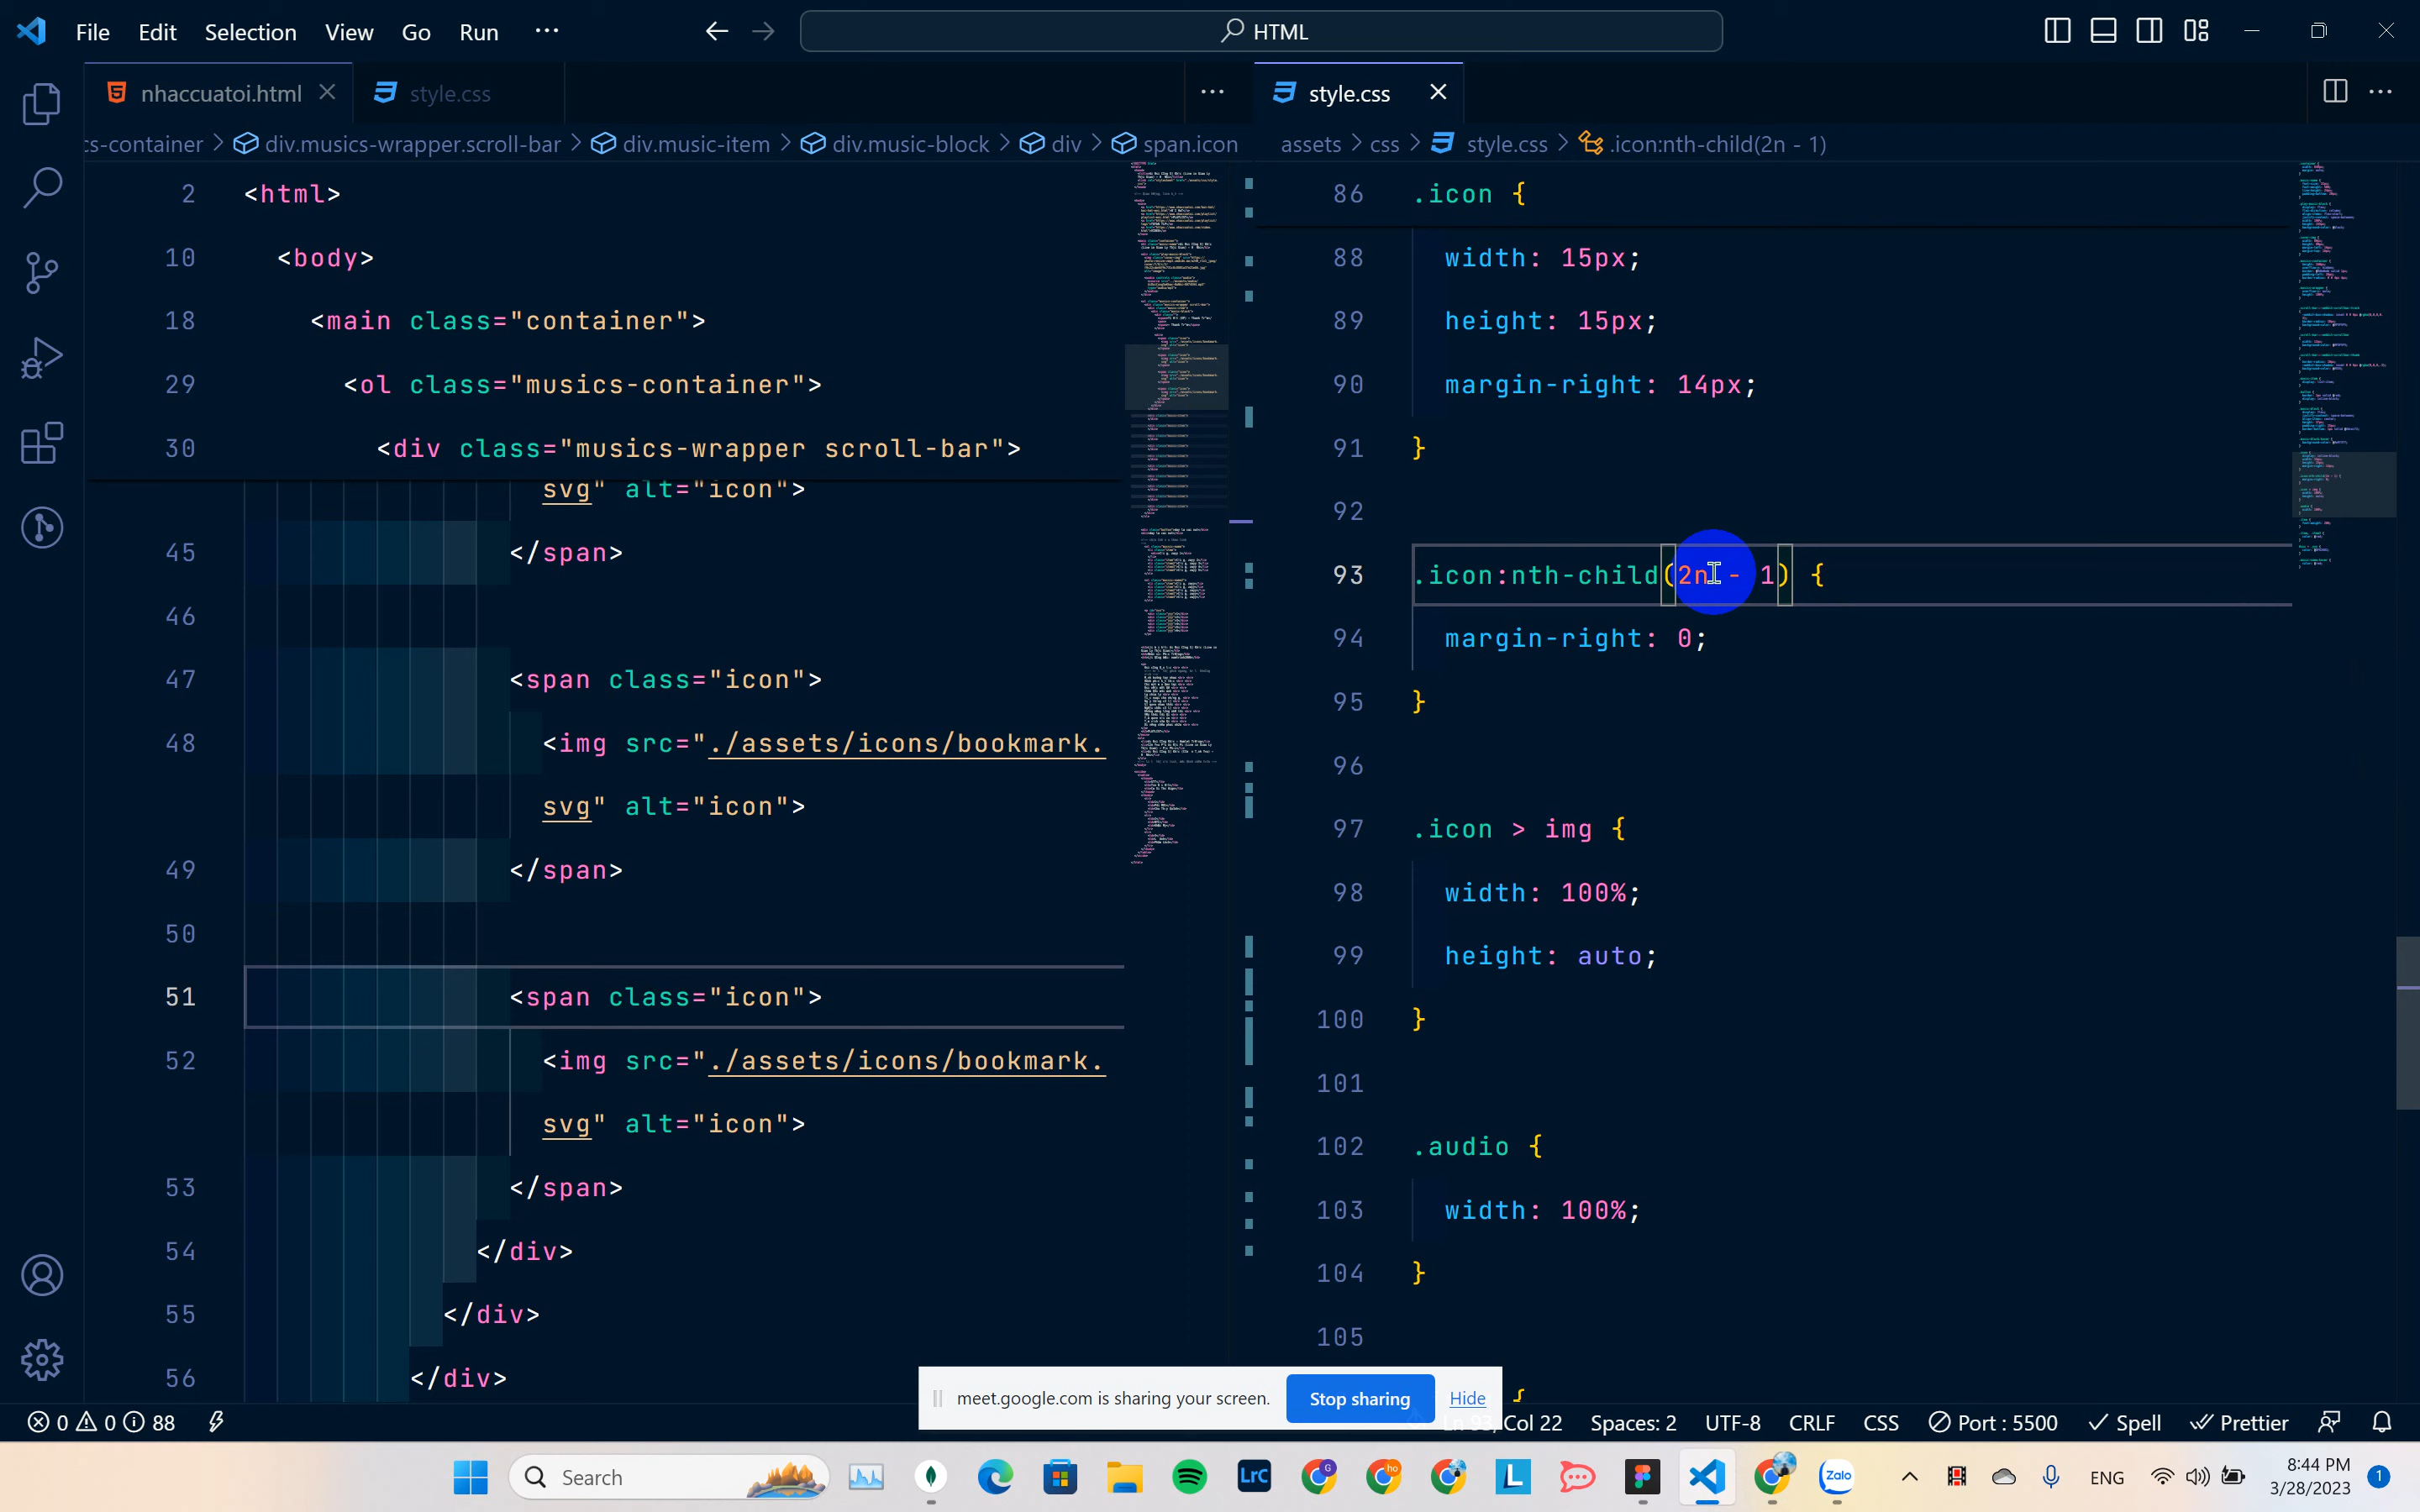 File Edit Selection View Go Run ···
HTML
nhaccuatoi.html
style.css
style.css
cs-container > div.musics-wrapper.scroll-bar > div.music-item > div.music-block > div > span.icon
assets > css > style.css > .icon:nth-child(2n - 1)
2 <html>
10 <body>
18 <main class="container">
29 <ol class="musics-container">
30 <div class="musics-wrapper scroll-bar">
svg" alt="icon">
45 </span>
46
47 <span class="icon">
48 <img src="./assets/icons/bookmark.
svg" alt="icon">
49 </span>
50
51 <span class="icon">
52 <img src="./assets/icons/bookmark.
svg" alt="icon">
53 </span>
54 </div>
55 </div>
56 </div>
86 .icon {
88 width: 15px;
89 height: 15px;
90 margin-right: 14px;
91 }
92
93 .icon:nth-child(2n - 1) {
94 margin-right: 0;
95 }
96
97 .icon > img {
98 width: 100%;
99 height: auto;
100 }
101
102 .audio {
103 width: 100%;
104 }
105
meet.google.com is sharing your screen. Stop sharing Hide
0 0 88
Ln 93, Col 22 Spaces: 2 UTF-8 CRLF CSS Port : 5500 Spell Prettier
Search
LrC
G
ho
L
Zalo
ENG
8:44 PM
3/28/2023
1